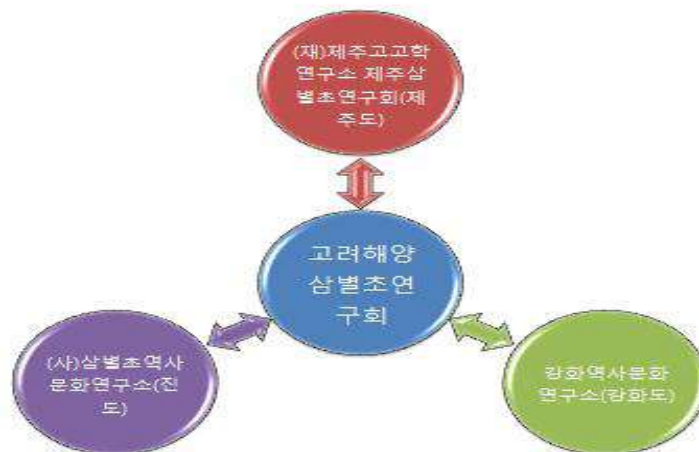 (재)제주고고학
연구소 제주삼
별초연구회(제
주도)
고려해양
삼별초연
구회
(사)삼별초역사
문화연구소(진
도)
강화역사문화
연구소(강화도)